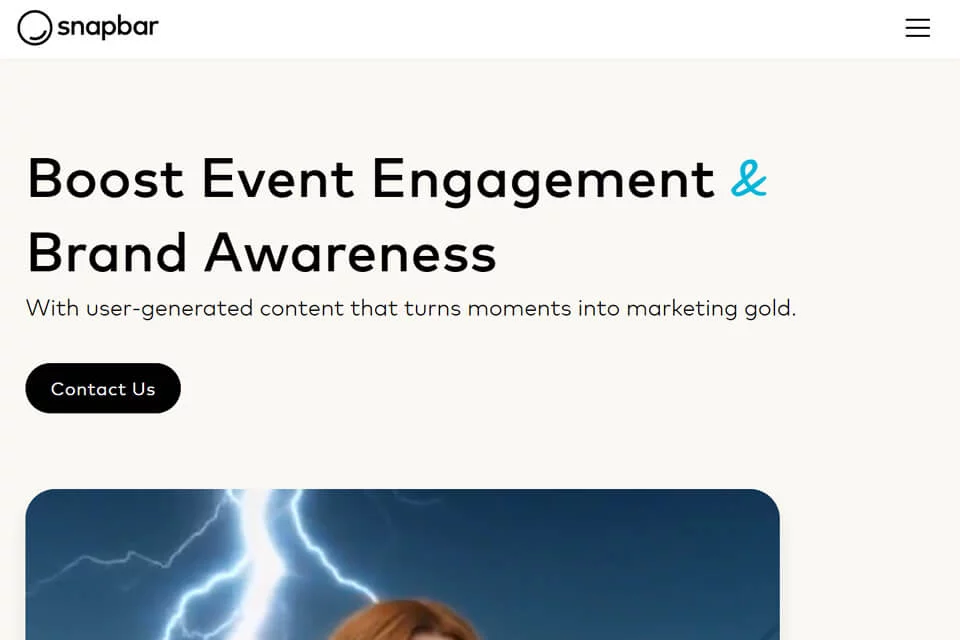 snapbar
Boost Event Engagement &
Brand Awareness
With user-generated content that turns moments into marketing gold.
Contact Us